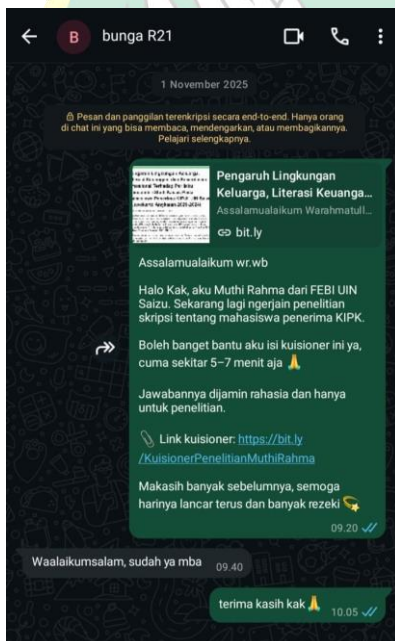 B bunga R21
1 November 2025
Pesan dan panggilan terenkripsi secara end-to-end. Hanya orang
di chat ini yang bisa membaca, mendengarkan, atau membagikannya.
Pelajari selengkapnya.
Pengaruh Lingkungan
Keluarga, Literasi Keuanga...
Assalamualaikum Warahmatull...
bit.ly
Assalamualaikum wr.wb
Halo Kak, aku Muthi Rahma dari FEBI UIN
Saizu. Sekarang lagi ngerjain penelitian
skripsi tentang mahasiswa penerima KIPK.
Boleh banget bantu aku isi kuisioner ini ya,
cuma sekitar 5–7 menit aja 🙏
Jawabannya dijamin rahasia dan hanya
untuk penelitian.
📎 Link kuisioner: https://bit.ly
/KuisionerPenelitianMuthiRahma
Makasih banyak sebelumnya, semoga
harinya lancar terus dan banyak rezeki 💫
09.20
Waalaikumsalam, sudah ya mba 09.40
terima kasih kak 🙏 10.05